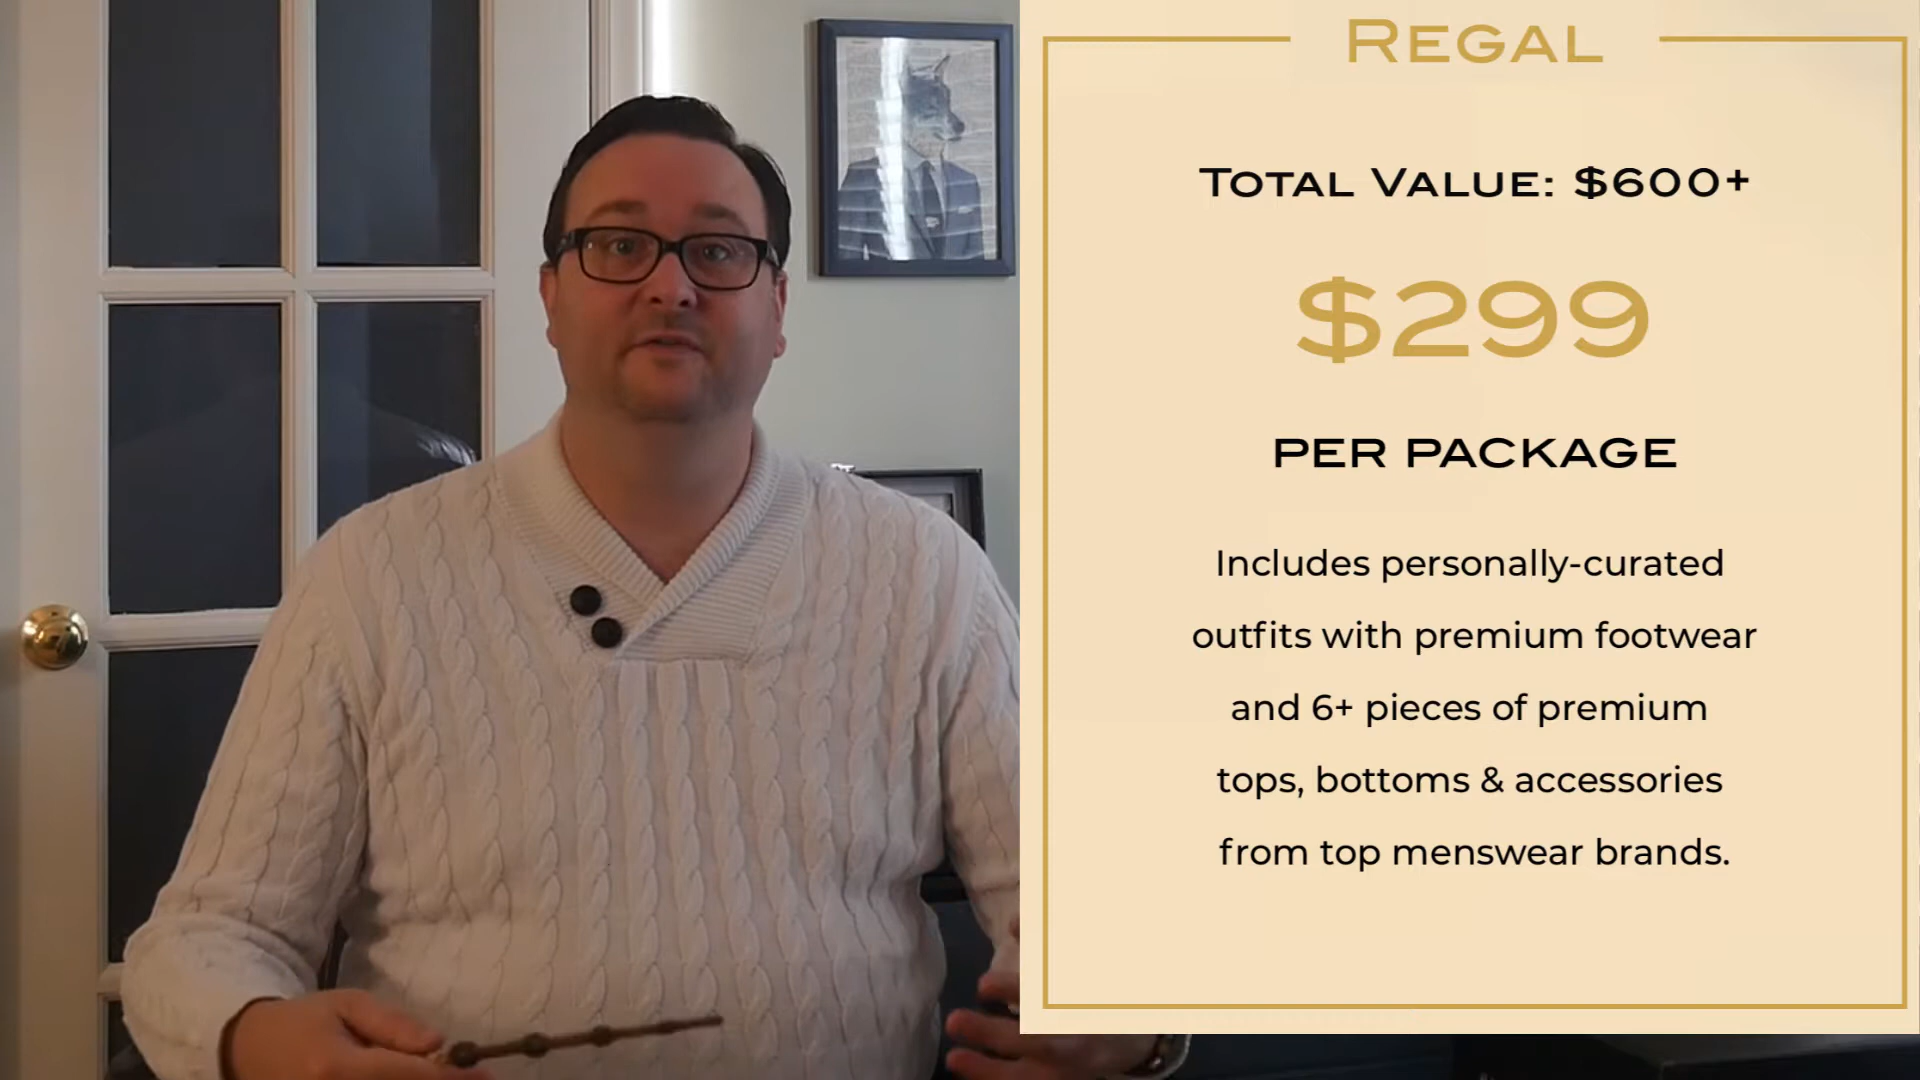 REGAL
TOTAL VALUE: $600+
$299
PER PACKAGE
Includes personally-curated
outfits with premium footwear
and 6+ pieces of premium
tops, bottoms & accessories
from top menswear brands.